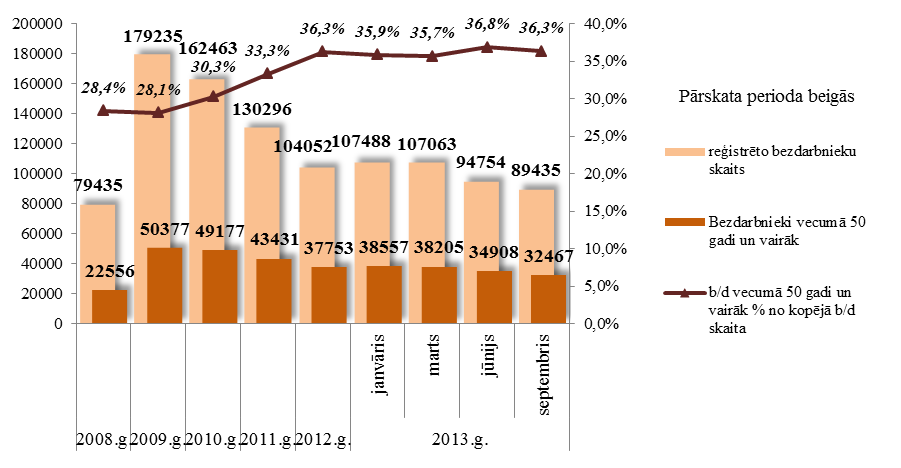 200000
180000
160000
140000
120000
100000
80000
60000
40000
20000
0
40,0%
35,0%
30,0%
25,0%
20,0%
15,0%
10,0%
5,0%
0,0%
28,4%
28,1%
30,3%
33,3%
36,3%
35,9%
35,7%
36,8%
36,3%
79435
179235
162463
130296
104052
107488
107063
94754
89435
22556
50377
49177
43431
37753
38557
38205
34908
32467
janvāris
marts
jūnijs
septembris
2008.g.
2009.g.
2010.g.
2011.g.
2012.g.
2013.g.
Pārskata perioda beigās
reģistrēto bezdarbnieku
skaits
Bezdarbnieki vecumā 50
gadi un vairāk
b/d vecumā 50 gadi un
vairāk % no kopējā b/d
skaita